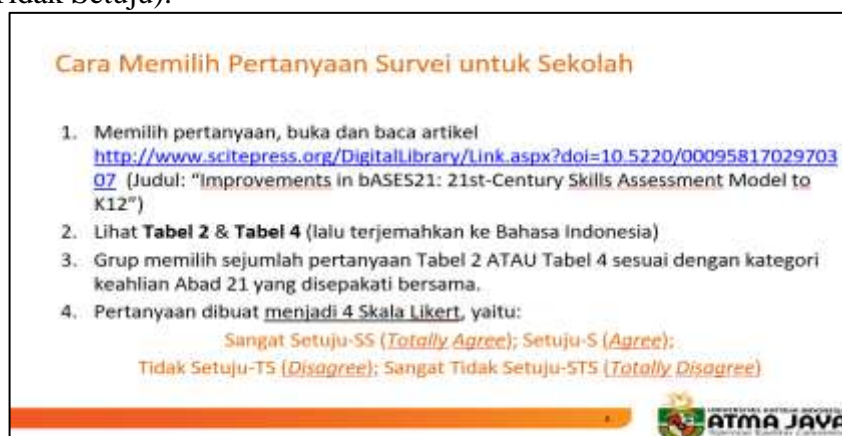 Cara Memilih Pertanyaan Survei untuk Sekolah
1. Memilih pertanyaan, buka dan baca artikel
http://www.scitepress.org/DigitalLibrary/Link.aspx?doi=10.5220/00095817029703
07 (Judul: "Improvements in bASES21: 21st-Century Skills Assessment Model to
K12")
2. Lihat Tabel 2 & Tabel 4 (lalu terjemahkan ke Bahasa Indonesia)
3. Grup memilih sejumlah pertanyaan Tabel 2 ATAU Tabel 4 sesuai dengan kategori
keahlian Abad 21 yang disepakati bersama.
4. Pertanyaan dibuat menjadi 4 Skala Likert, yaitu:
Sangat Setuju-SS (Totally Agree); Setuju-S (Agree);
Tidak Setuju-TS (Disagree); Sangat Tidak Setuju-STS (Totally Disagree)
ATMA JAYA